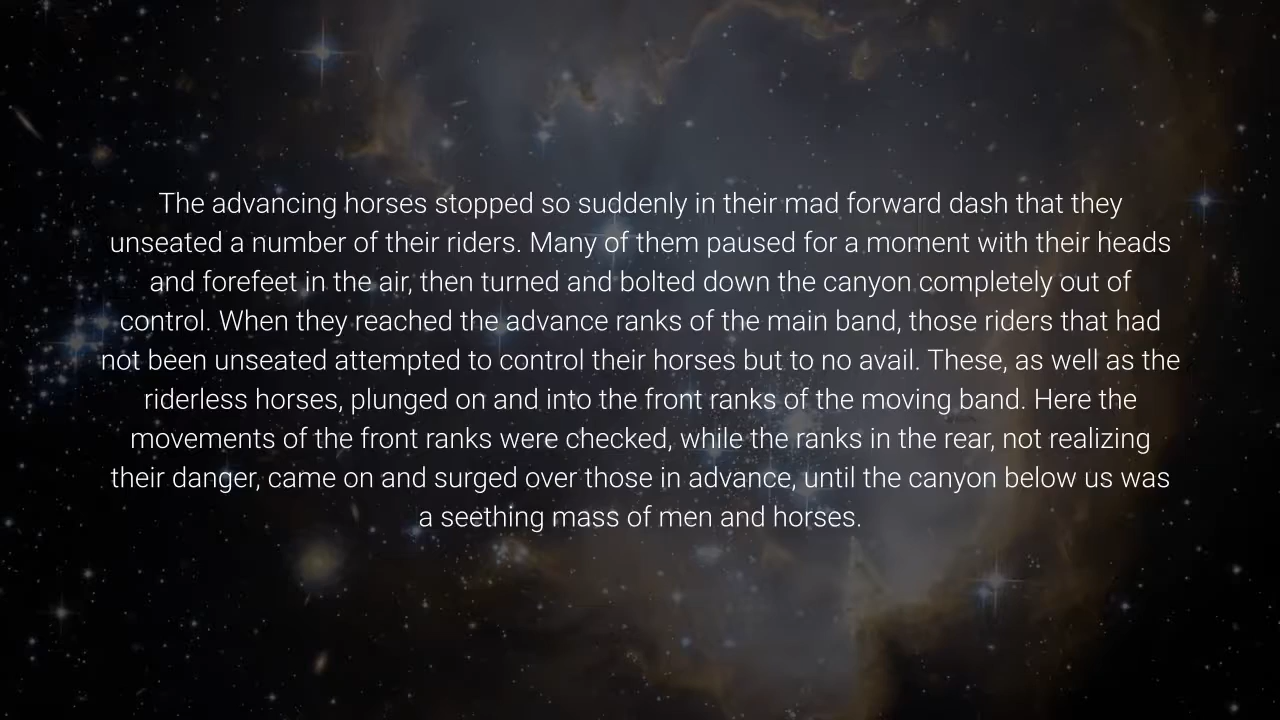 The advancing horses stopped so suddenly in their mad forward dash that they
unseated a number of their riders. Many of them paused for a moment with their heads
and forefeet in the air, then turned and bolted down the canyon completely out of
control. When they reached the advance ranks of the main band, those riders that had
not been unseated attempted to control their horses but to no avail. These, as well as the
riderless horses, plunged on and into the front ranks of the moving band. Here the
movements of the front ranks were checked, while the ranks in the rear, not realizing
their danger, came on and surged over those in advance, until the canyon below us was
a seething mass of men and horses.